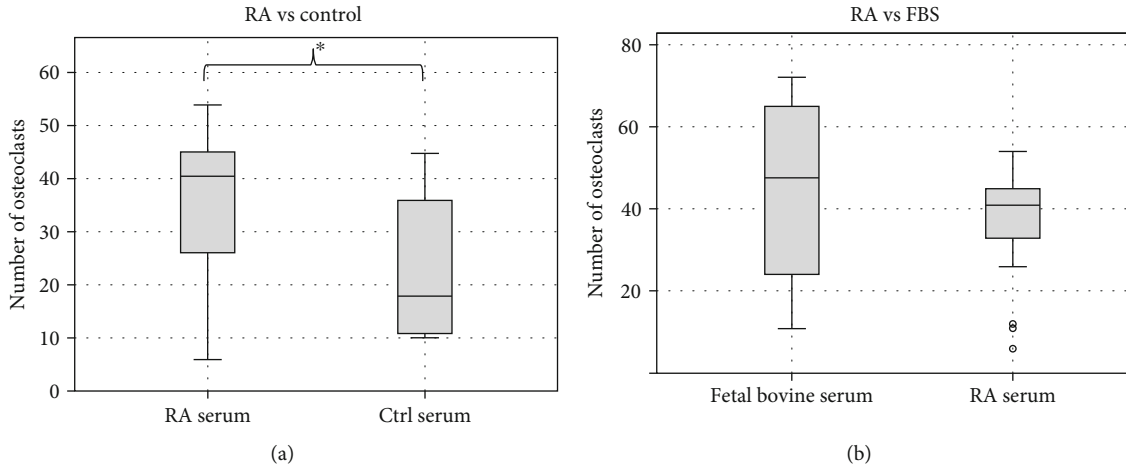 RA vs control
Number of osteoclasts
60
50
40
30
20
10
0
*
RA serum
Ctrl serum
(a)
RA vs FBS
Number of osteoclasts
80
60
40
20
Fetal bovine serum
RA serum
(b)